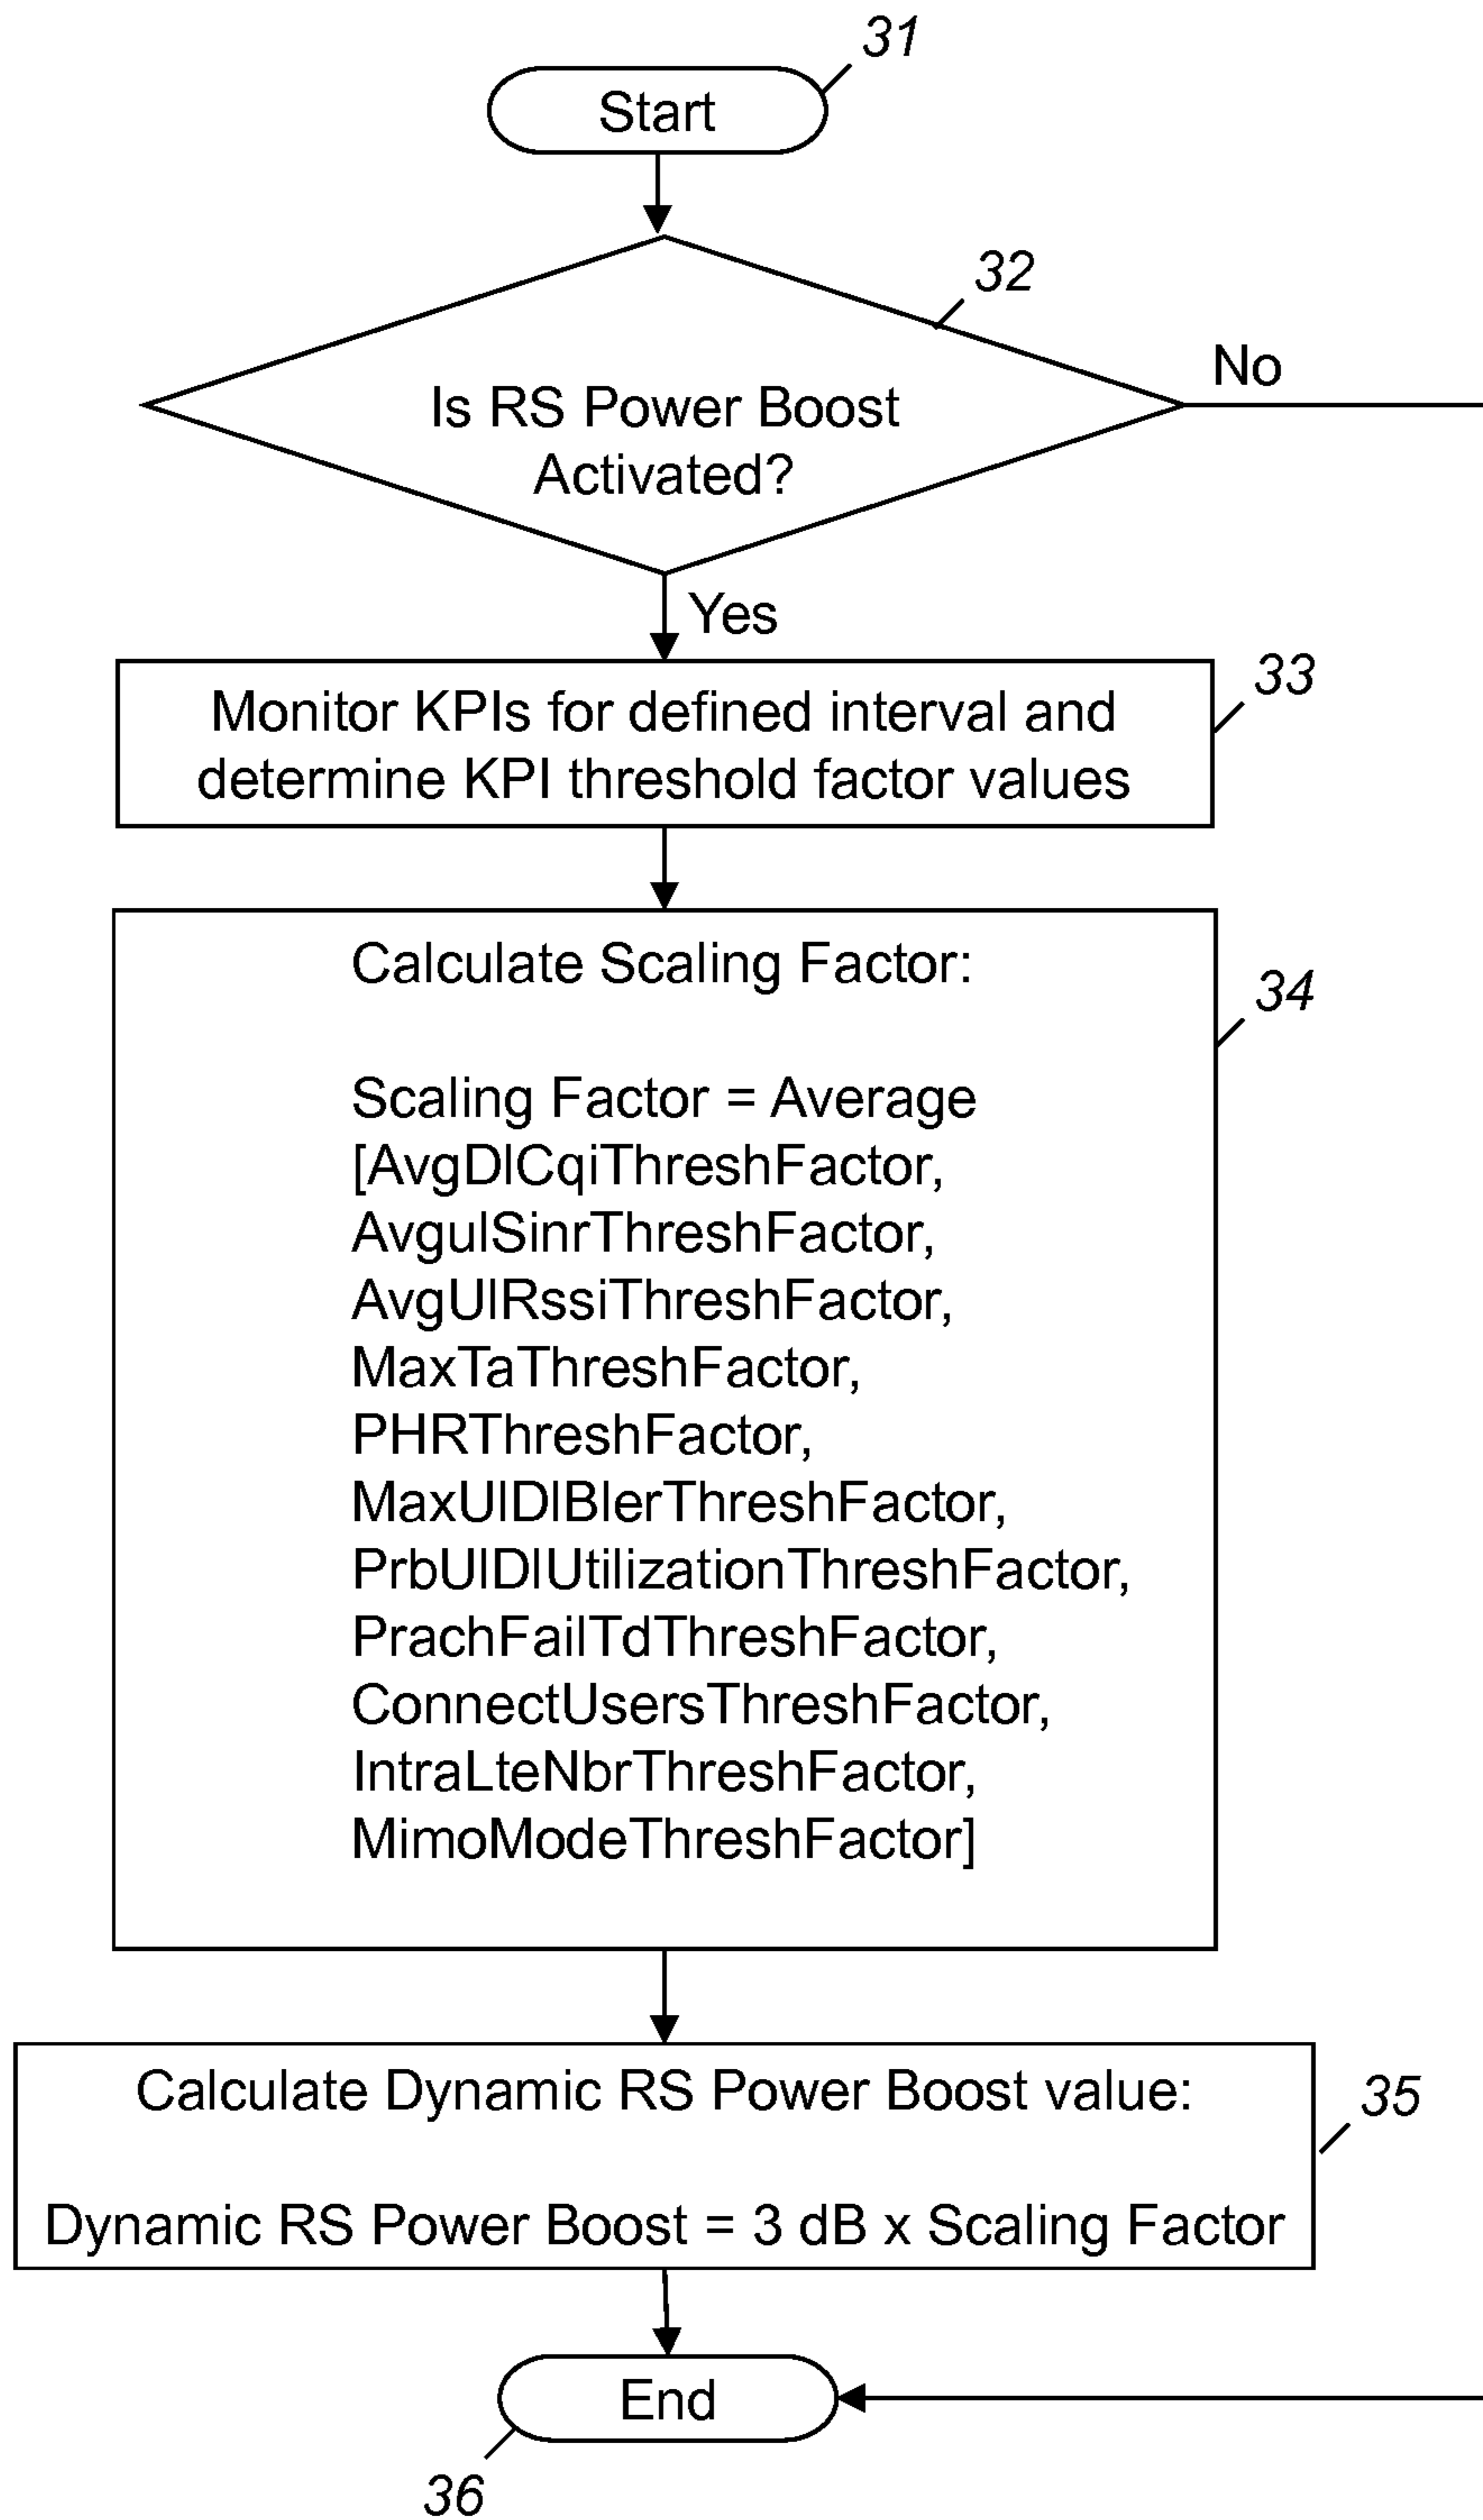 31
Start
32
Is RS Power Boost
Activated?
No
Yes
33
Monitor KPIs for defined interval and
determine KPI threshold factor values
34
Calculate Scaling Factor:
Scaling Factor = Average
[AvgDlCqiThreshFactor,
AvgulSinrThreshFactor,
AvgUlRssiThreshFactor,
MaxTaThreshFactor,
PHRThreshFactor,
MaxUlDlBlerThreshFactor,
PrbUlDlUtilizationThreshFactor,
PrachFailTdThreshFactor,
ConnectUsersThreshFactor,
IntraLteNbrThreshFactor,
MimoModeThreshFactor]
35
Calculate Dynamic RS Power Boost value:
Dynamic RS Power Boost = 3 dB x Scaling Factor
End
36